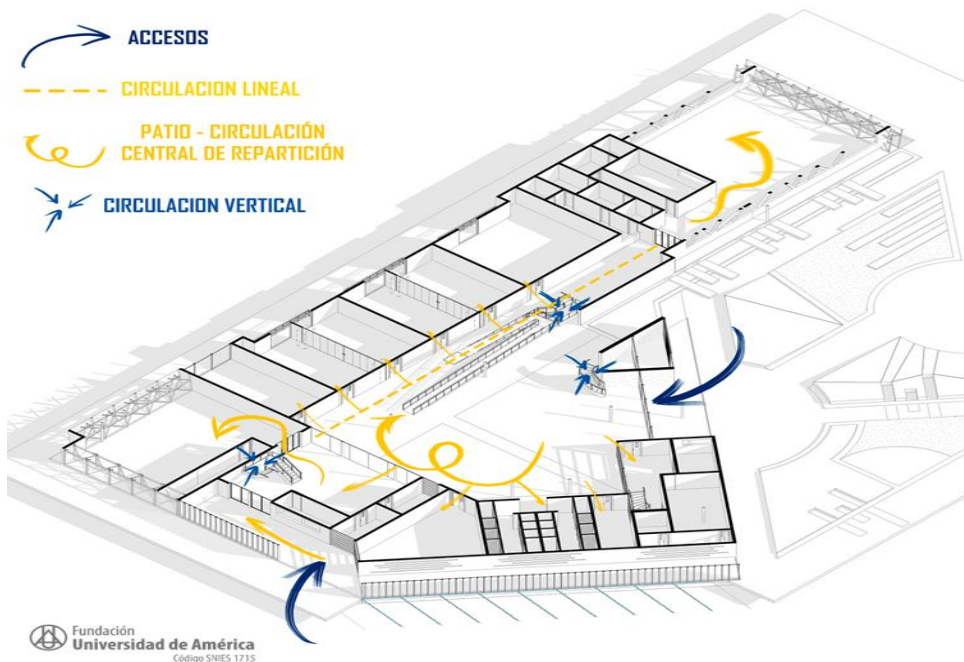 ACCESOS
CIRCULACION LINEAL
PATIO - CIRCULACIÓN
CENTRAL DE REPARTICIÓN
CIRCULACION VERTICAL
Fundación
Universidad de América
Código SNIES 1715